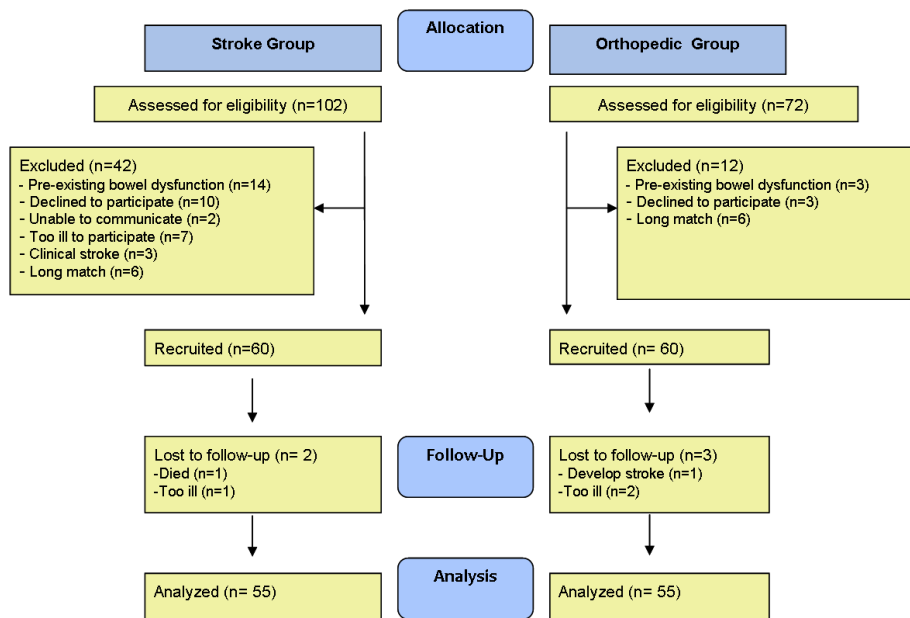 Stroke Group
Allocation
Orthopedic Group
Assessed for eligibility (n=102)
Assessed for eligibility (n=72)
Excluded (n=42)
- Pre-existing bowel dysfunction (n=14)
- Declined to participate (n=10)
- Unable to communicate (n=2)
- Too ill to participate (n=7)
- Clinical stroke (n=3)
- Long match (n=6)
Excluded (n=12)
- Pre-existing bowel dysfunction (n=3)
- Declined to participate (n=3)
- Long match (n=6)
Recruited (n=60)
Recruited (n= 60)
Lost to follow-up (n= 2)
-Died (n=1)
-Too ill (n=1)
Follow-Up
Lost to follow-up (n=3)
- Develop stroke (n=1)
-Too ill (n=2)
Analyzed (n= 55)
Analysis
Analyzed (n= 55)